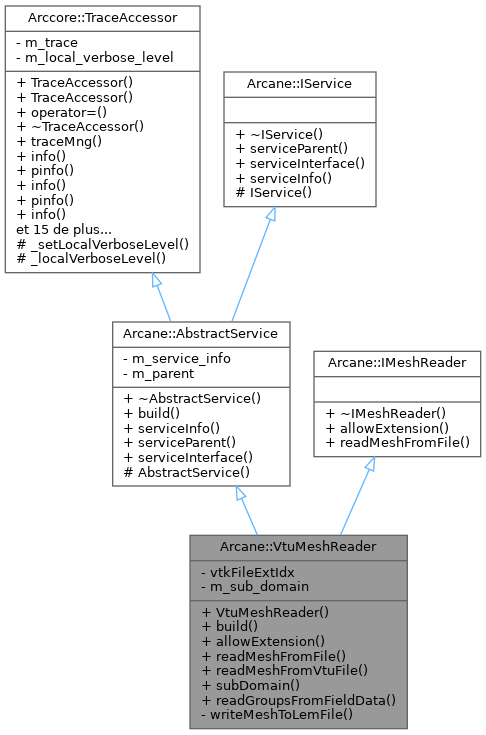 Arccore::TraceAccessor
- m_trace
- m_local_verbose_level
+ TraceAccessor()
+ TraceAccessor()
+ operator=()
+ ~TraceAccessor()
+ traceMng()
+ info()
+ pinfo()
+ info()
+ pinfo()
+ info()
et 15 de plus...
# _setLocalVerboseLevel()
# _localVerboseLevel()
Arcane::IService
+ ~IService()
+ serviceParent()
+ serviceInterface()
+ serviceInfo()
# IService()
Arcane::AbstractService
- m_service_info
- m_parent
+ ~AbstractService()
+ build()
+ serviceInfo()
+ serviceParent()
+ serviceInterface()
# AbstractService()
Arcane::IMeshReader
+ ~IMeshReader()
+ allowExtension()
+ readMeshFromFile()
Arcane::VtuMeshReader
- vtkFileExtIdx
- m_sub_domain
+ VtuMeshReader()
+ build()
+ allowExtension()
+ readMeshFromFile()
+ readMeshFromVtuFile()
+ subDomain()
+ readGroupsFromFieldData()
- writeMeshToLemFile()